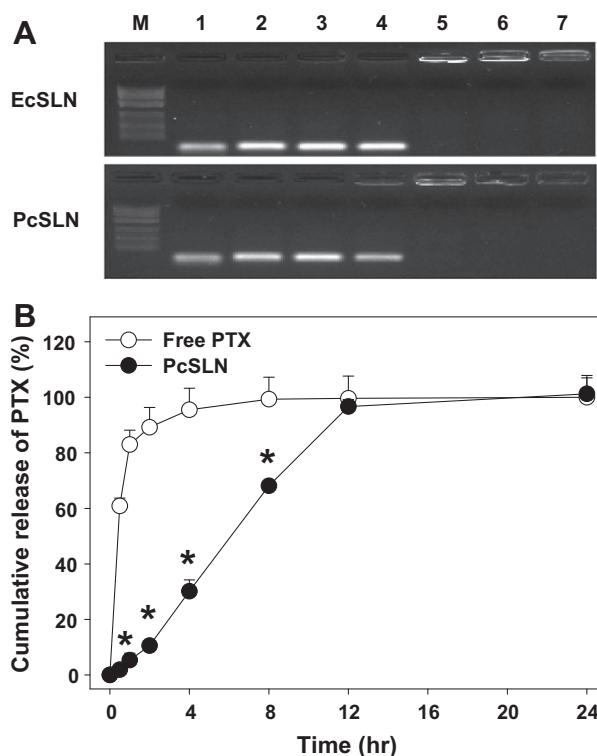 A
M 1 2 3 4 5 6 7
EcSLN
PcSLN
B
Free PTX
PcSLN
Cumulative release of PTX (%)
120
100
80
60
40
20
0
*
*
*
*
0 4 8 12 16 20 24
Time (hr)